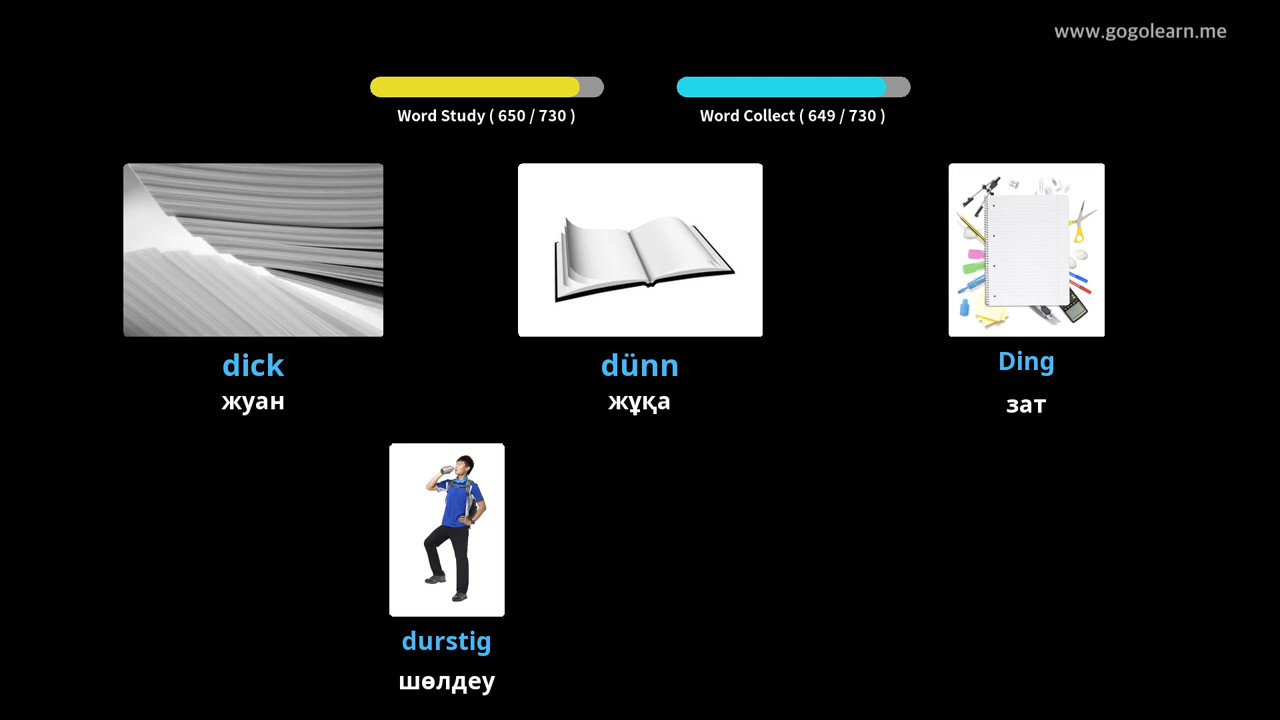 www.gogolearn.me
Word Study ( 650 / 730 )
Word Collect ( 649 / 730 )
dick
жуан
dünn
жұқа
Ding
зат
durstig
шөлдеу